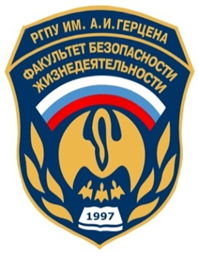 РГПУ ИМ. А.И.ГЕРЦЕНА
ФАКУЛЬТЕТ БЕЗОПАСНОСТИ
ЖИЗНЕДЕЯТЕЛЬНОСТИ
1997